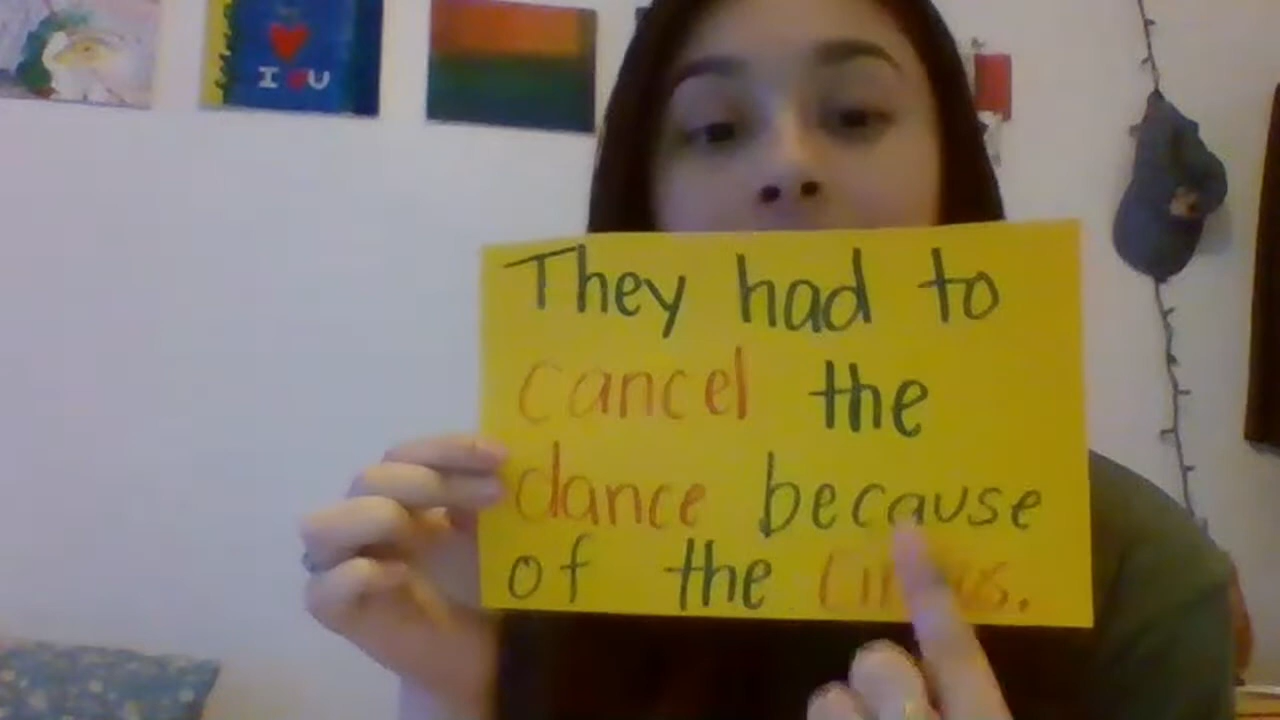 I ♥ U
They had to
cancel the
dance because
of the